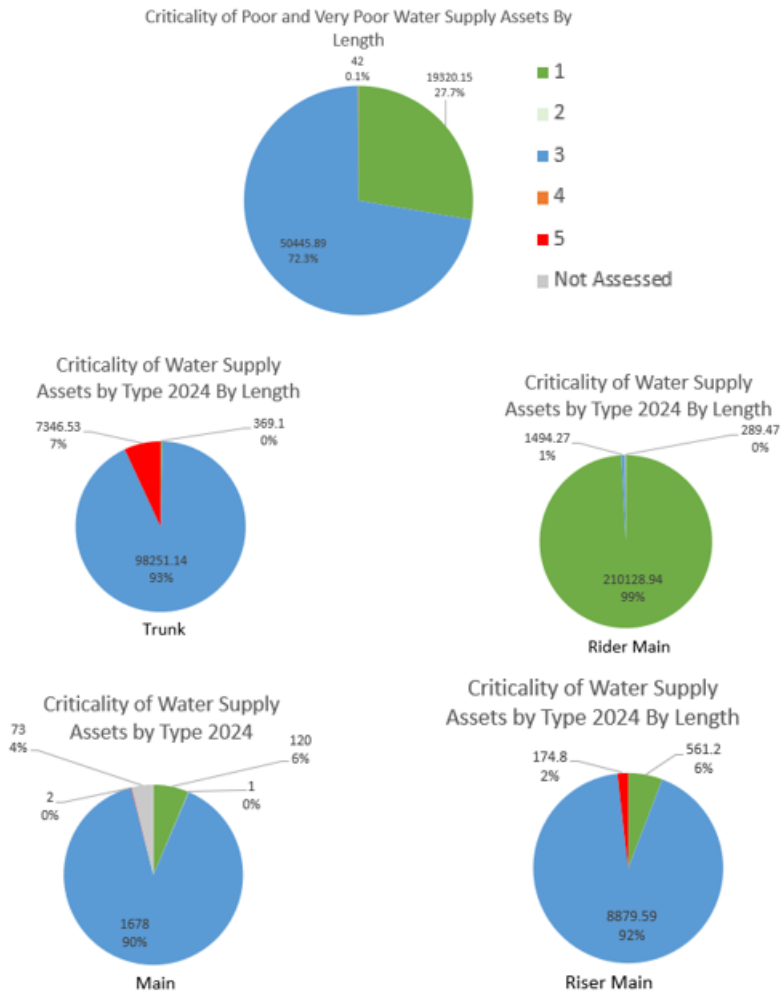 Criticality of Poor and Very Poor Water Supply Assets By
Length
42
0.1%
19320.15
27.7%
50445.89
72.3%
1
2
3
4
5
Not Assessed
Criticality of Water Supply
Assets by Type 2024 By Length
7346.53
7%
369.1
0%
98251.14
93%
Trunk
Criticality of Water Supply
Assets by Type 2024 By Length
1494.27
1%
289.47
0%
210128.94
99%
Rider Main
Criticality of Water Supply
Assets by Type 2024
73
4%
120
6%
2
0%
1
0%
1678
90%
Main
Criticality of Water Supply
Assets by Type 2024 By Length
174.8
2%
561.2
6%
8879.59
92%
Riser Main